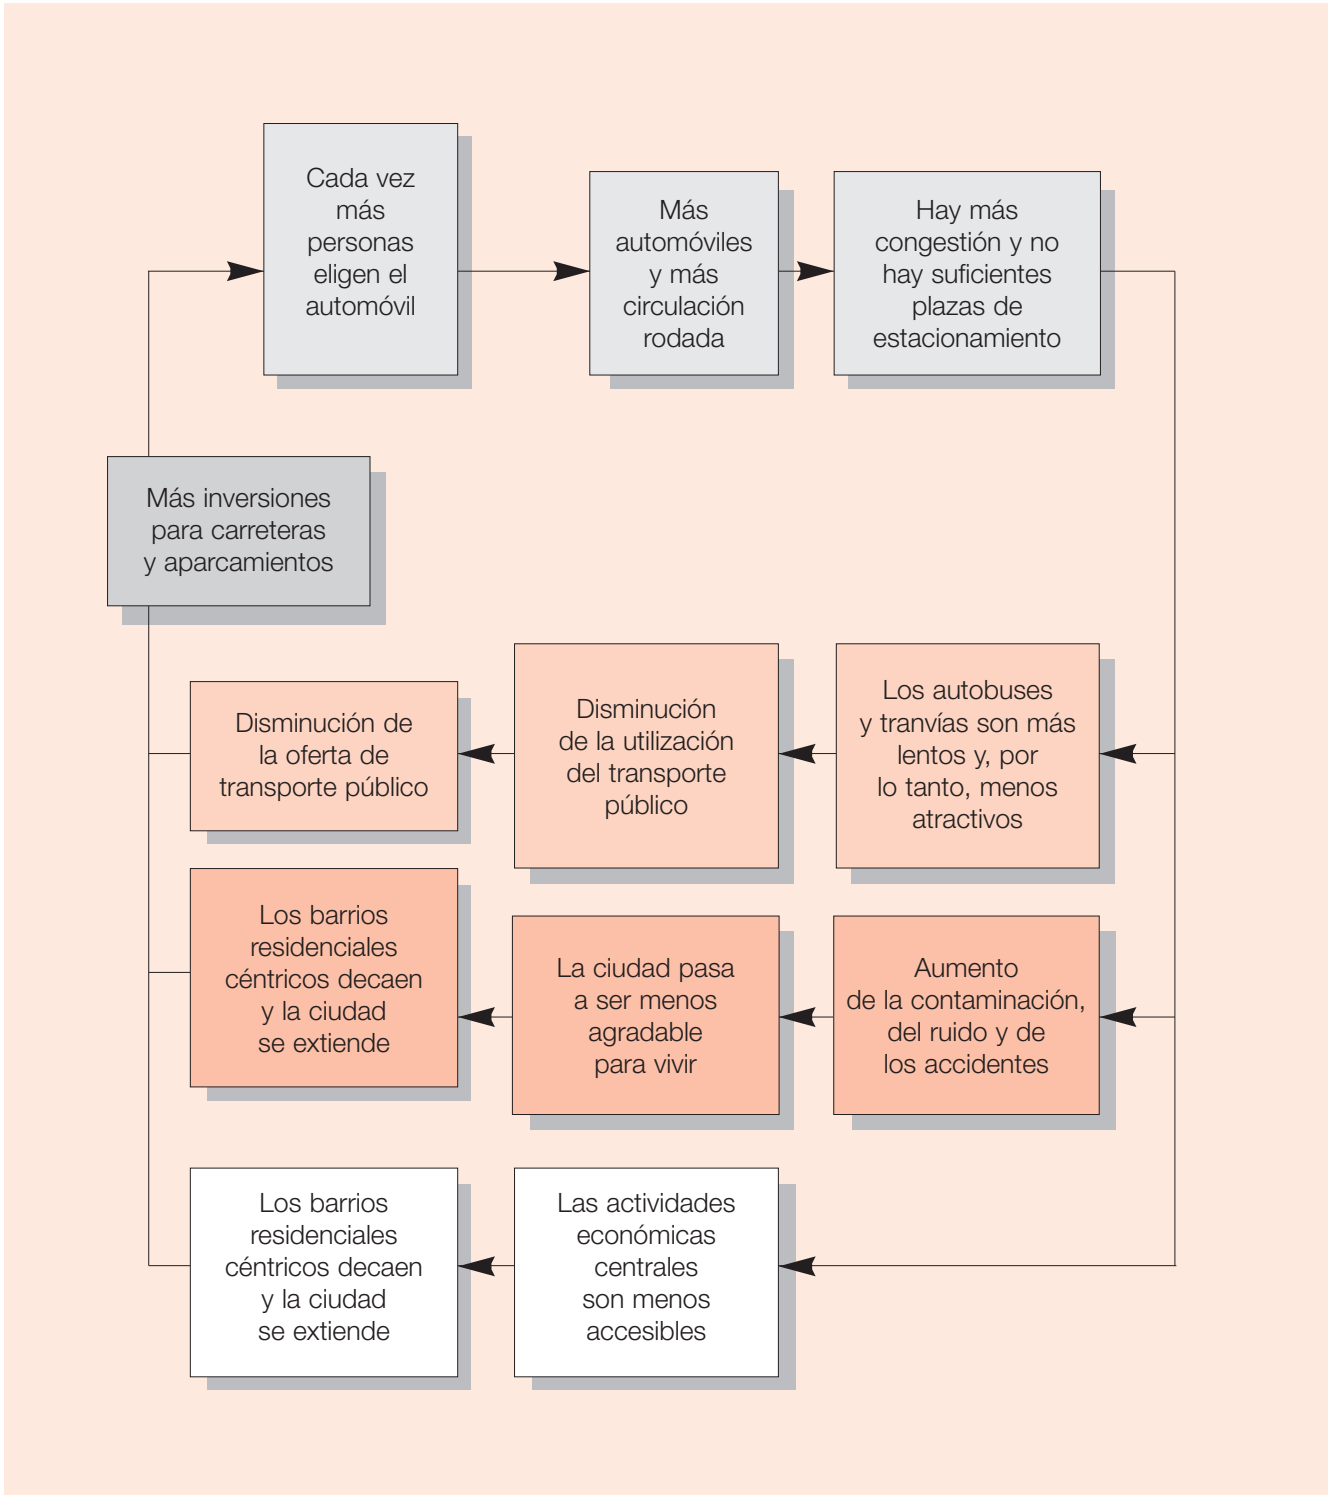 Cada vez
más
personas
eligen el
automóvil
Más
automóviles
y más
circulación
rodada
Hay más
congestión y no
hay suficientes
plazas de
estacionamiento
Más inversiones
para carreteras
y aparcamientos
Disminución de
la oferta de
transporte público
Disminución
de la utilización
del transporte
público
Los autobuses
y tranvías son más
lentos y, por
lo tanto, menos
atractivos
Los barrios
residenciales
céntricos decaen
y la ciudad
se extiende
La ciudad pasa
a ser menos
agradable
para vivir
Aumento
de la contaminación,
del ruido y de
los accidentes
Los barrios
residenciales
céntricos decaen
y la ciudad
se extiende
Las actividades
económicas
centrales
son menos
accesibles